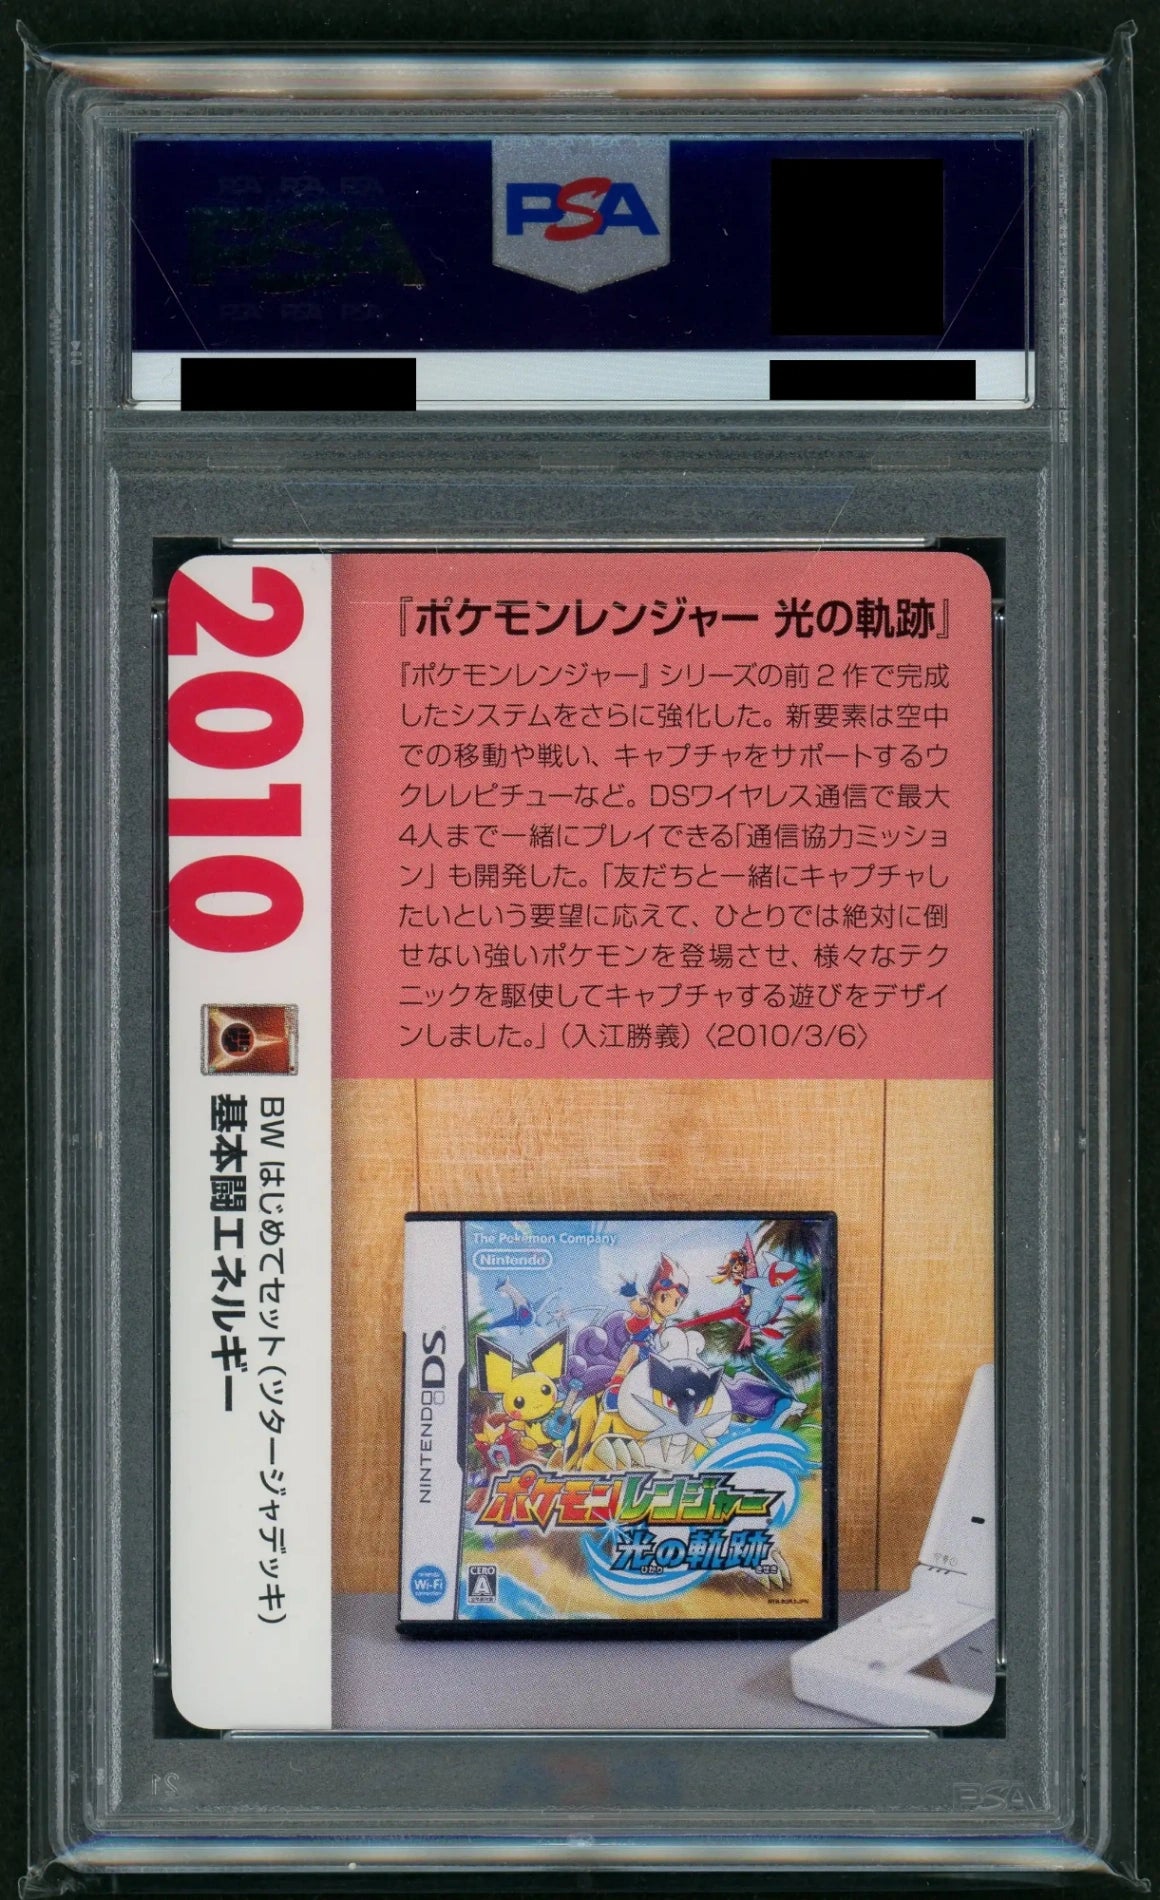 PSA
『ポケモンレンジャー 光の軌跡』
『ポケモンレンジャー』シリーズの前２作で完成
したシステムをさらに強化した。新要素は空中
での移動や戦い、キャプチャをサポートするウ
クレレピチューなど。DSワイヤレス通信で最大
4人まで一緒にプレイできる「通信協力ミッショ
ン」も開発した。「友だちと一緒にキャプチャし
たいという要望に応えて、ひとりでは絶対に倒
せない強いポケモンを登場させ、様々なテク
ニックを駆使してキャプチャする遊びをデザイ
ンしました。」（入江勝義）〈2010/3/6〉
2010
BW はじめてセット（ツタージャデッキ）
基本闘エネルギー
The Pokémon Company
Nintendo
NINTENDO DS
ポケモンレンジャー
光の軌跡
ひかり
きせき
Nintendo
Wi-Fi
connection
CERO
A
PSA